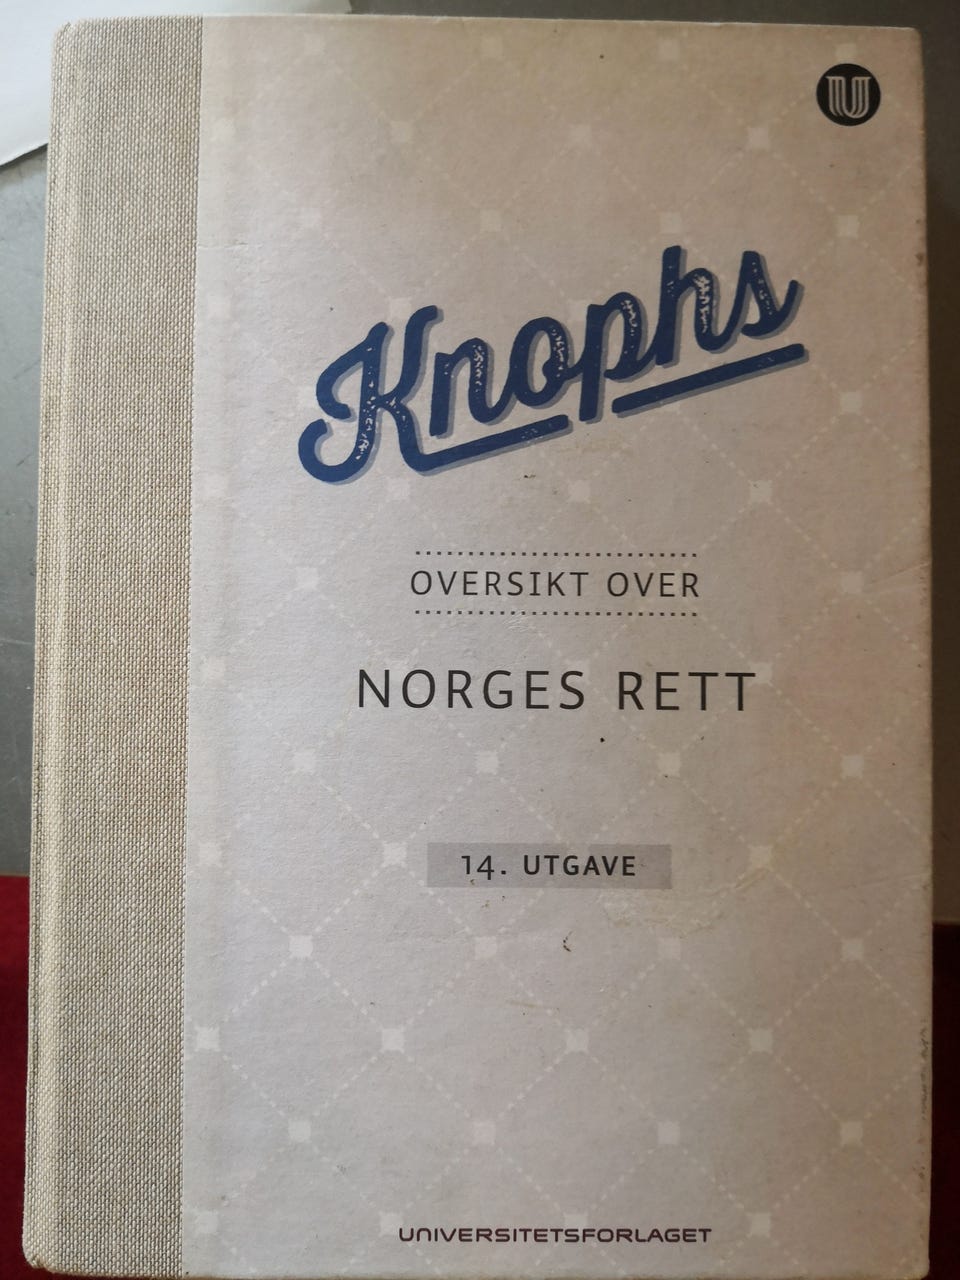 U
Knophs
OVERSIKT OVER
NORGES RETT
14. UTGAVE
UNIVERSITETSFORLAGET